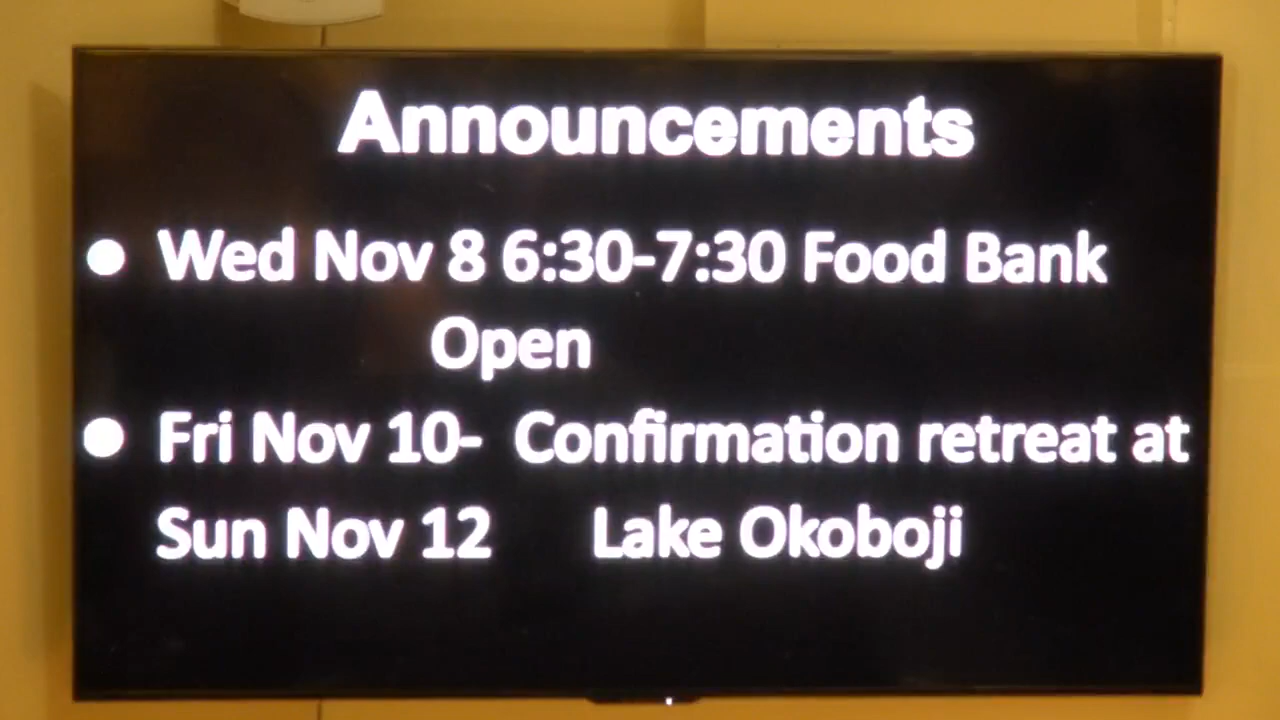 Announcements
● Wed Nov 8 6:30-7:30 Food Bank
Open
● Fri Nov 10- Confirmation retreat at
Sun Nov 12 Lake Okoboji